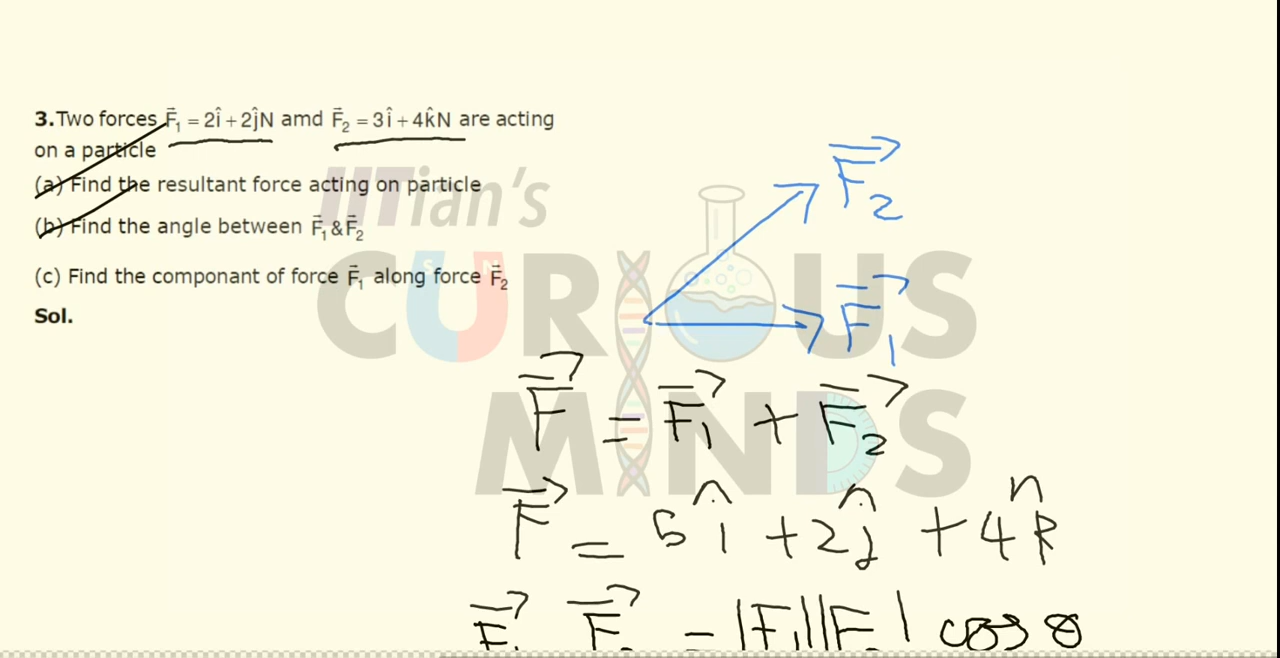 3.Two forces F⃗₁ = 2î + 2ĵN amd F⃗₂ = 3î + 4k̂N are acting
on a particle
(a) Find the resultant force acting on particle
(b) Find the angle between F⃗₁ & F⃗₂
(c) Find the componant of force F⃗₁ along force F⃗₂
Sol.
IITian's
CURIOUS
MINDS
S N
F⃗₂
F⃗₁
F⃗ = F⃗₁ + F⃗₂
F⃗ = 5î + 2ĵ + 4k̂
F⃗₁ F⃗ = |F₁||F | cos θ